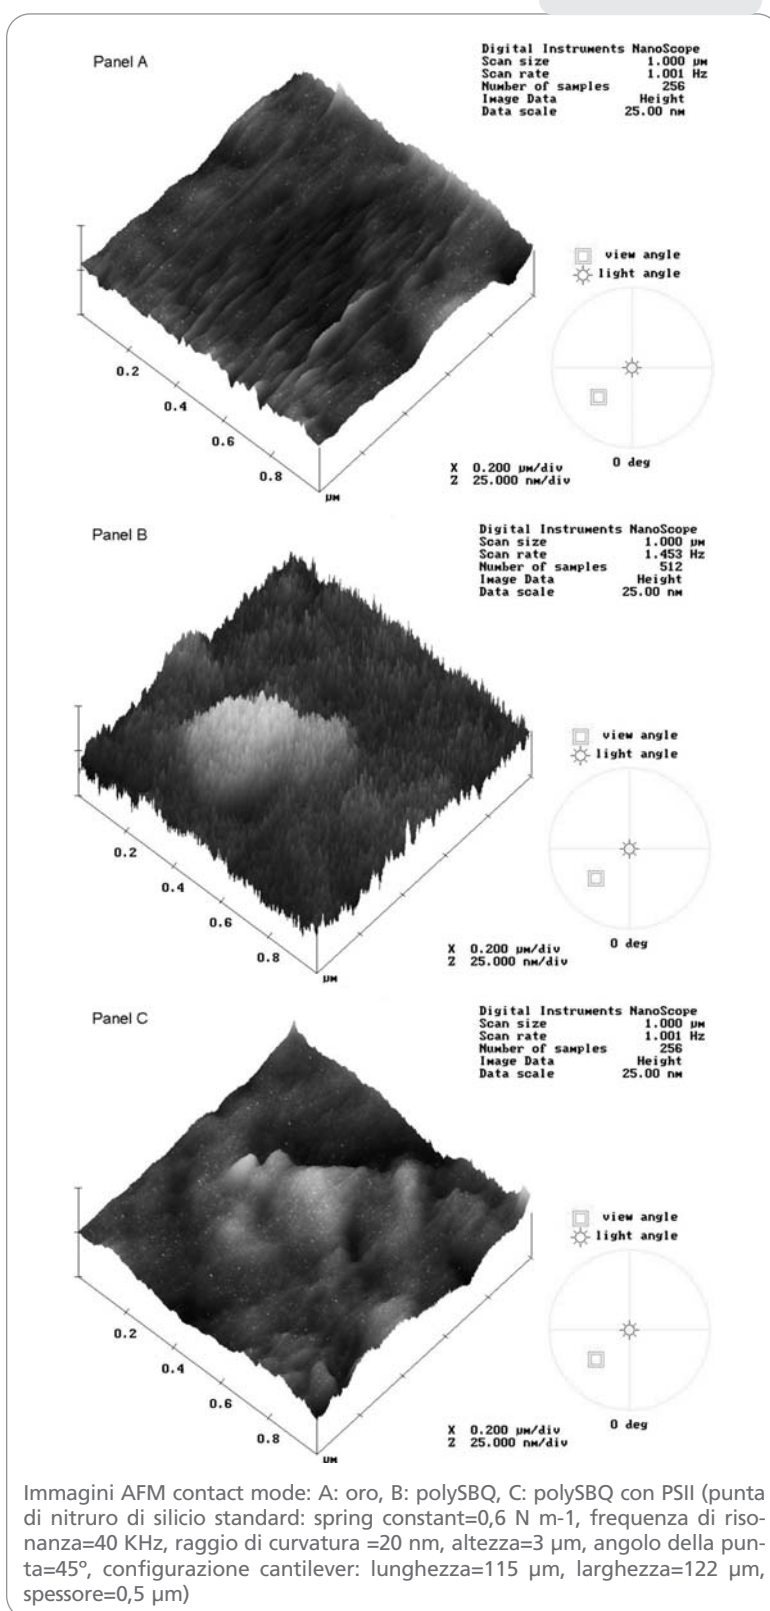 Panel A
Digital Instruments NanoScope
Scan size 1.000 µm
Scan rate 1.001 Hz
Number of samples 256
Image Data Height
Data scale 25.00 nm
view angle
light angle
0.2
0.4
0.6
0.8
µm
X 0.200 µm/div
Z 25.000 nm/div
0 deg
Panel B
Digital Instruments NanoScope
Scan size 1.000 µm
Scan rate 1.453 Hz
Number of samples 512
Image Data Height
Data scale 25.00 nm
view angle
light angle
0.2
0.4
0.6
0.8
µm
X 0.200 µm/div
Z 25.000 nm/div
0 deg
Panel C
Digital Instruments NanoScope
Scan size 1.000 µm
Scan rate 1.001 Hz
Number of samples 256
Image Data Height
Data scale 25.00 nm
view angle
light angle
0.2
0.4
0.6
0.8
µm
X 0.200 µm/div
Z 25.000 nm/div
0 deg
Immagini AFM contact mode: A: oro, B: polySBQ, C: polySBQ con PSII (punta
di nitruro di silicio standard: spring constant=0,6 N m-1, frequenza di riso-
nanza=40 KHz, raggio di curvatura =20 nm, altezza=3 µm, angolo della pun-
ta=45º, configurazione cantilever: lunghezza=115 µm, larghezza=122 µm,
spessore=0,5 µm)